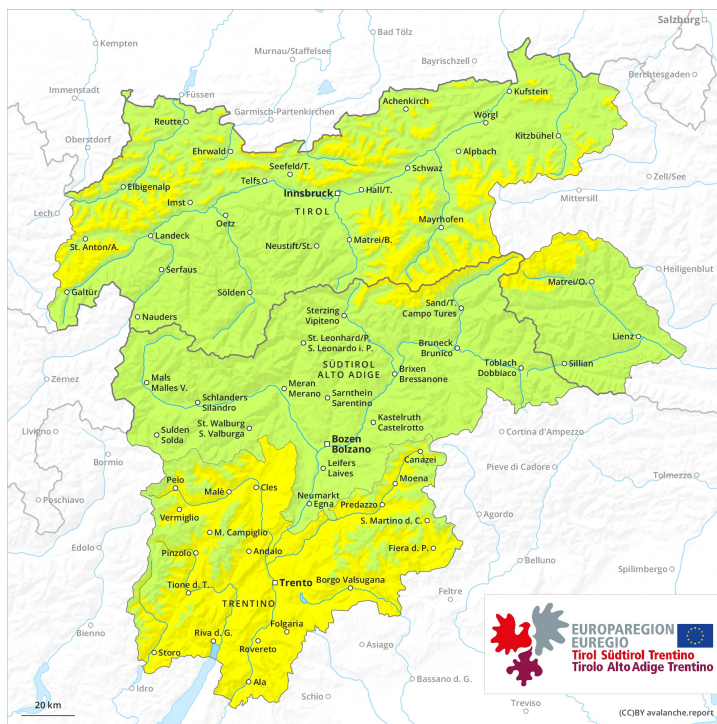 Salzburg
Kempten
Bad Tölz
Murnau/Staffelsee
Bayrischzell
Berchtesgaden
Immenstadt
Füssen
Garmisch-Partenkirchen
Achenkirch
Kufstein
Reutte
Wörgl
Oberstdorf
Ehrwald
Kitzbühel
Alpbach
Seefeld/T.
Schwaz
Telfs
Zell/See
Elbigenalp
Innsbruck
Hall/T.
Mittersill
Imst
TIROL
Lech
Oetz
Mayrhofen
St. Anton/A.
Landeck
Neustift/St.
Matrei/B.
Heiligenblut
Serfaus
Matrei/O.
Galtür
Sölden
Sand/T.
Campo Tures
Nauders
Sterzing
Vipiteno
Lienz
St. Leonhard/P.
S. Leonardo i. P.
Bruneck
Brunico
Toblach
Dobbiaco
Sillian
SÜDTIROL
ALTO ADIGE
Brixen
Bressanone
Zernez
Mals
Malles V.
Meran
Merano
Sarnthein
Sarentino
Schlanders
Silandro
St. Walburg
S. Valburga
Kastelruth
Castelrotto
Livigno
Sulden
Solda
Cortina d'Ampezzo
Bozen
Bolzano
Bormio
Canazei
Pieve di Cadore
Leifers
Laives
Tolmezzo
Poschiavo
Peio
Malè
Cles
Moena
Neumarkt
Egna
Predazzo
Vermiglio
Agordo
S. Martino d. C.
M. Campiglio
Edolo
Pinzolo
Andalo
Fiera d. P.
Belluno
Spilimbergo
Tione d. T.
Trento
Borgo Valsugana
Feltre
TRENTINO
Folgaria
Bienno
Riva d. G.
Rovereto
Asiago
Storo
Idro
Ala
Schio
Bassano d. G.
Treviso
EUROPAREGION
EUREGIO
Tirol Südtirol Trentino
Tirolo Alto Adige Trentino
20 km
(CC)BY avalanche.report